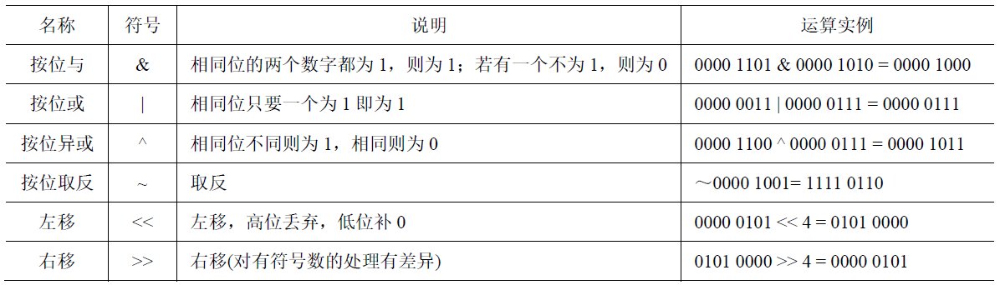 名称 符号 说明 运算实例
按位与 & 相同位的两个数字都为 1，则为 1；若有一个不为 1，则为 0 0000 1101 & 0000 1010 = 0000 1000
按位或 | 相同位只要一个为 1 即为 1 0000 0011 | 0000 0111 = 0000 0111
按位异或 ^ 相同位不同则为 1，相同则为 0 0000 1100 ^ 0000 0111 = 0000 1011
按位取反 ~ 取反 ～0000 1001= 1111 0110
左移 << 左移，高位丢弃，低位补 0 0000 0101 << 4 = 0101 0000
右移 >> 右移(对有符号数的处理有差异) 0101 0000 >> 4 = 0000 0101